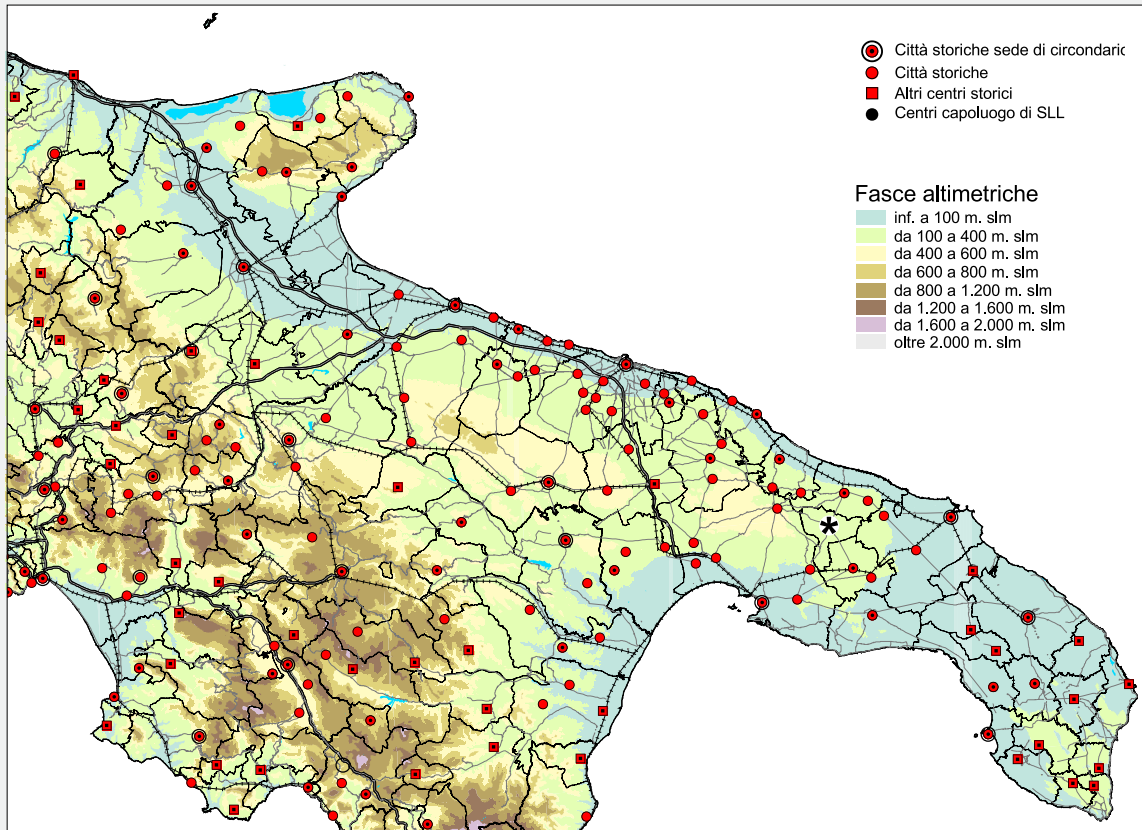 Città storiche sede di circondaric
Città storiche
Altri centri storici
Centri capoluogo di SLL
Fasce altimetriche
inf. a 100 m. slm
da 100 a 400 m. slm
da 400 a 600 m. slm
da 600 a 800 m. slm
da 800 a 1.200 m. slm
da 1.200 a 1.600 m. slm
da 1.600 a 2.000 m. slm
oltre 2.000 m. slm
*